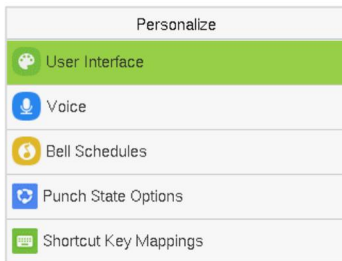 Personalize
User Interface
Voice
Bell Schedules
Punch State Options
Shortcut Key Mappings